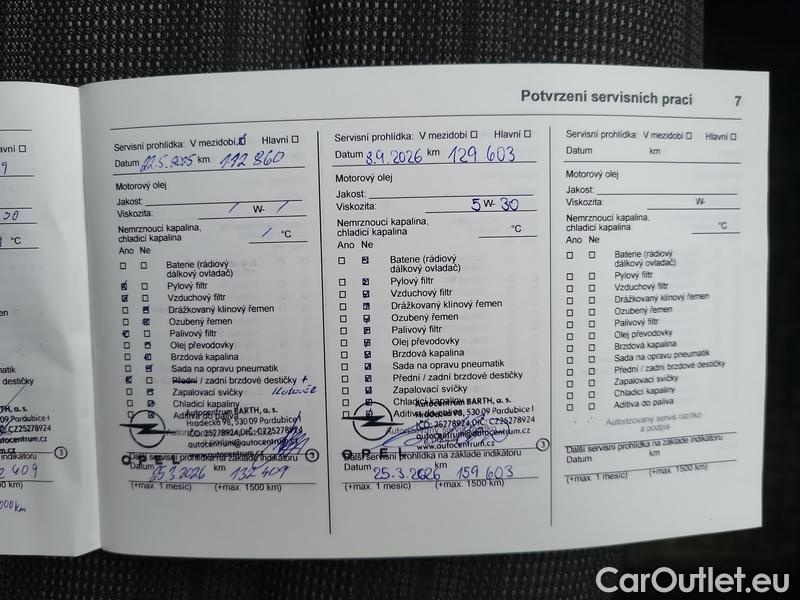 Potvrzení servisních prací 7
Servisní prohlídka: V mezidobí Hlavní
Datum 22.5.2025 km 112 860
Motorový olej
Jakost:
Viskozita: / W- /
Nemrznoucí kapalina,
chladicí kapalina / °C
Ano Ne
Baterie (rádiový
dálkový ovladač)
Pylový filtr
Vzduchový filtr
Drážkovaný klínový řemen
Ozubený řemen
Palivový filtr
Olej převodovky
Brzdová kapalina
Sada na opravu pneumatik
Přední / zadní brzdové destičky +
Zapalovací svíčky
Chladicí kapaliny
Aditiva do paliva
Autocentrum BARTH, a. s.
Hradecká 98, 530 09 Pardubice I
IČO: 25278924, DIČ: CZ25278924
autocentrum@autocentrum.cz
www.autocentrum.cz
OPEL
3
Další servisní prohlídka na základě indikátoru
Datum km
25.3.2026 132 409
(+max. 1 měsíc) (+max. 1500 km)
Servisní prohlídka: V mezidobí Hlavní
Datum 8.9.2026 km 129 603
Motorový olej
Jakost:
Viskozita: 5 W- 30
Nemrznoucí kapalina,
chladicí kapalina °C
Ano Ne
Baterie (rádiový
dálkový ovladač)
Pylový filtr
Vzduchový filtr
Drážkovaný klínový řemen
Ozubený řemen
Palivový filtr
Olej převodovky
Brzdová kapalina
Sada na opravu pneumatik
Přední / zadní brzdové destičky
Zapalovací svíčky
Chladicí kapaliny
Aditiva do paliva
Autocentrum BARTH, a. s.
Hradecká 98, 530 09 Pardubice I
IČO: 25278924, DIČ: CZ25278924
autocentrum@autocentrum.cz
www.autocentrum.cz
OPEL
3
Další servisní prohlídka na základě indikátoru
Datum km
25.3.2026 159 603
(+max. 1 měsíc) (+max. 1500 km)
Servisní prohlídka: V mezidobí Hlavní
Datum km
Motorový olej
Jakost:
Viskozita: W-
Nemrznoucí kapalina,
chladicí kapalina °C
Ano Ne
Baterie (rádiový
dálkový ovladač)
Pylový filtr
Vzduchový filtr
Drážkovaný klínový řemen
Ozubený řemen
Palivový filtr
Olej převodovky
Brzdová kapalina
Sada na opravu pneumatik
Přední / zadní brzdové destičky
Zapalovací svíčky
Chladicí kapaliny
Aditiva do paliva
Autorizovaný servis razítko
a podpis
Další servisní prohlídka na základě indikátoru
Datum km
(+max. 1 měsíc) (+max. 1500 km)
CarOutlet.eu